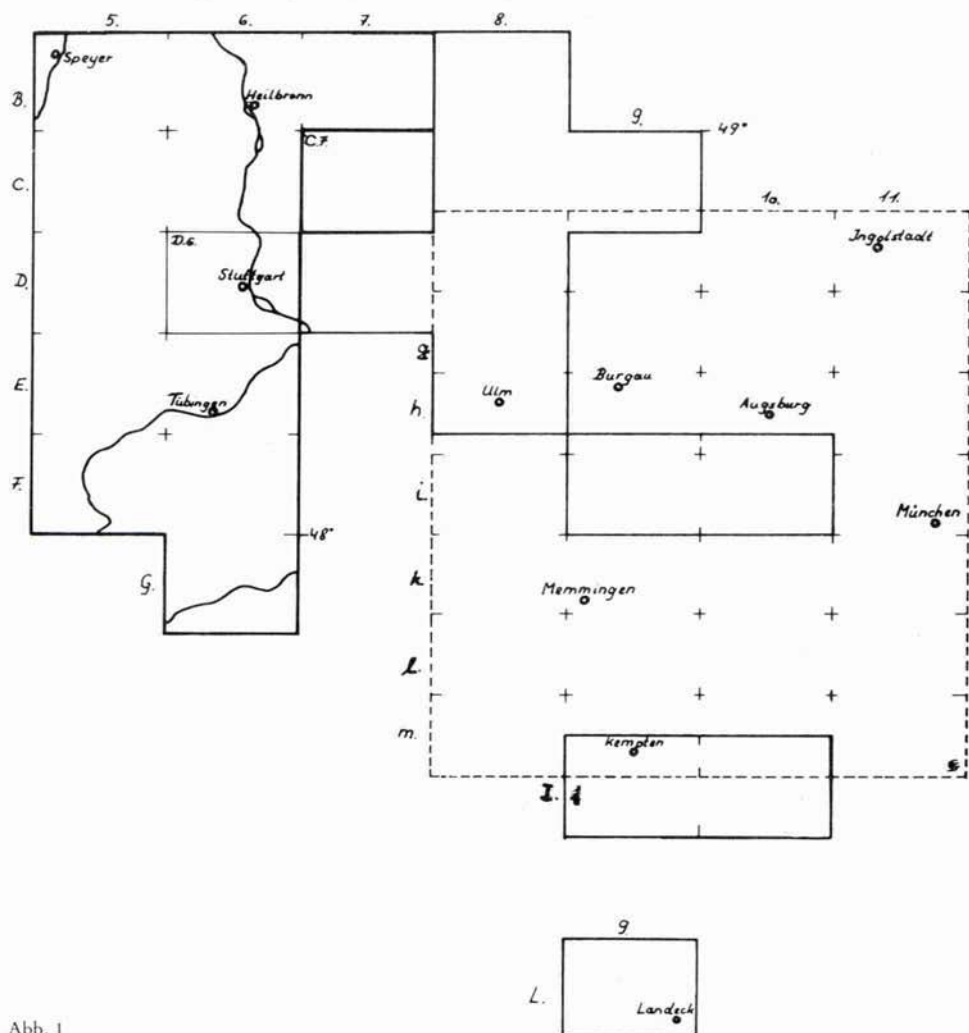 5. 6. 7. 8.
Speyer
B.
Heilbronn
9.
49°
C.7.
C.
10. 11.
D.6.
Ingolstadt
D.
Stuttgart
g
E.
Burgau
Tübingen
Ulm
h.
Augsburg
F.
i.
München
48°
G.
k
Memmingen
l.
m.
Kempten
I.
9
L.
Landeck
Abb. 1